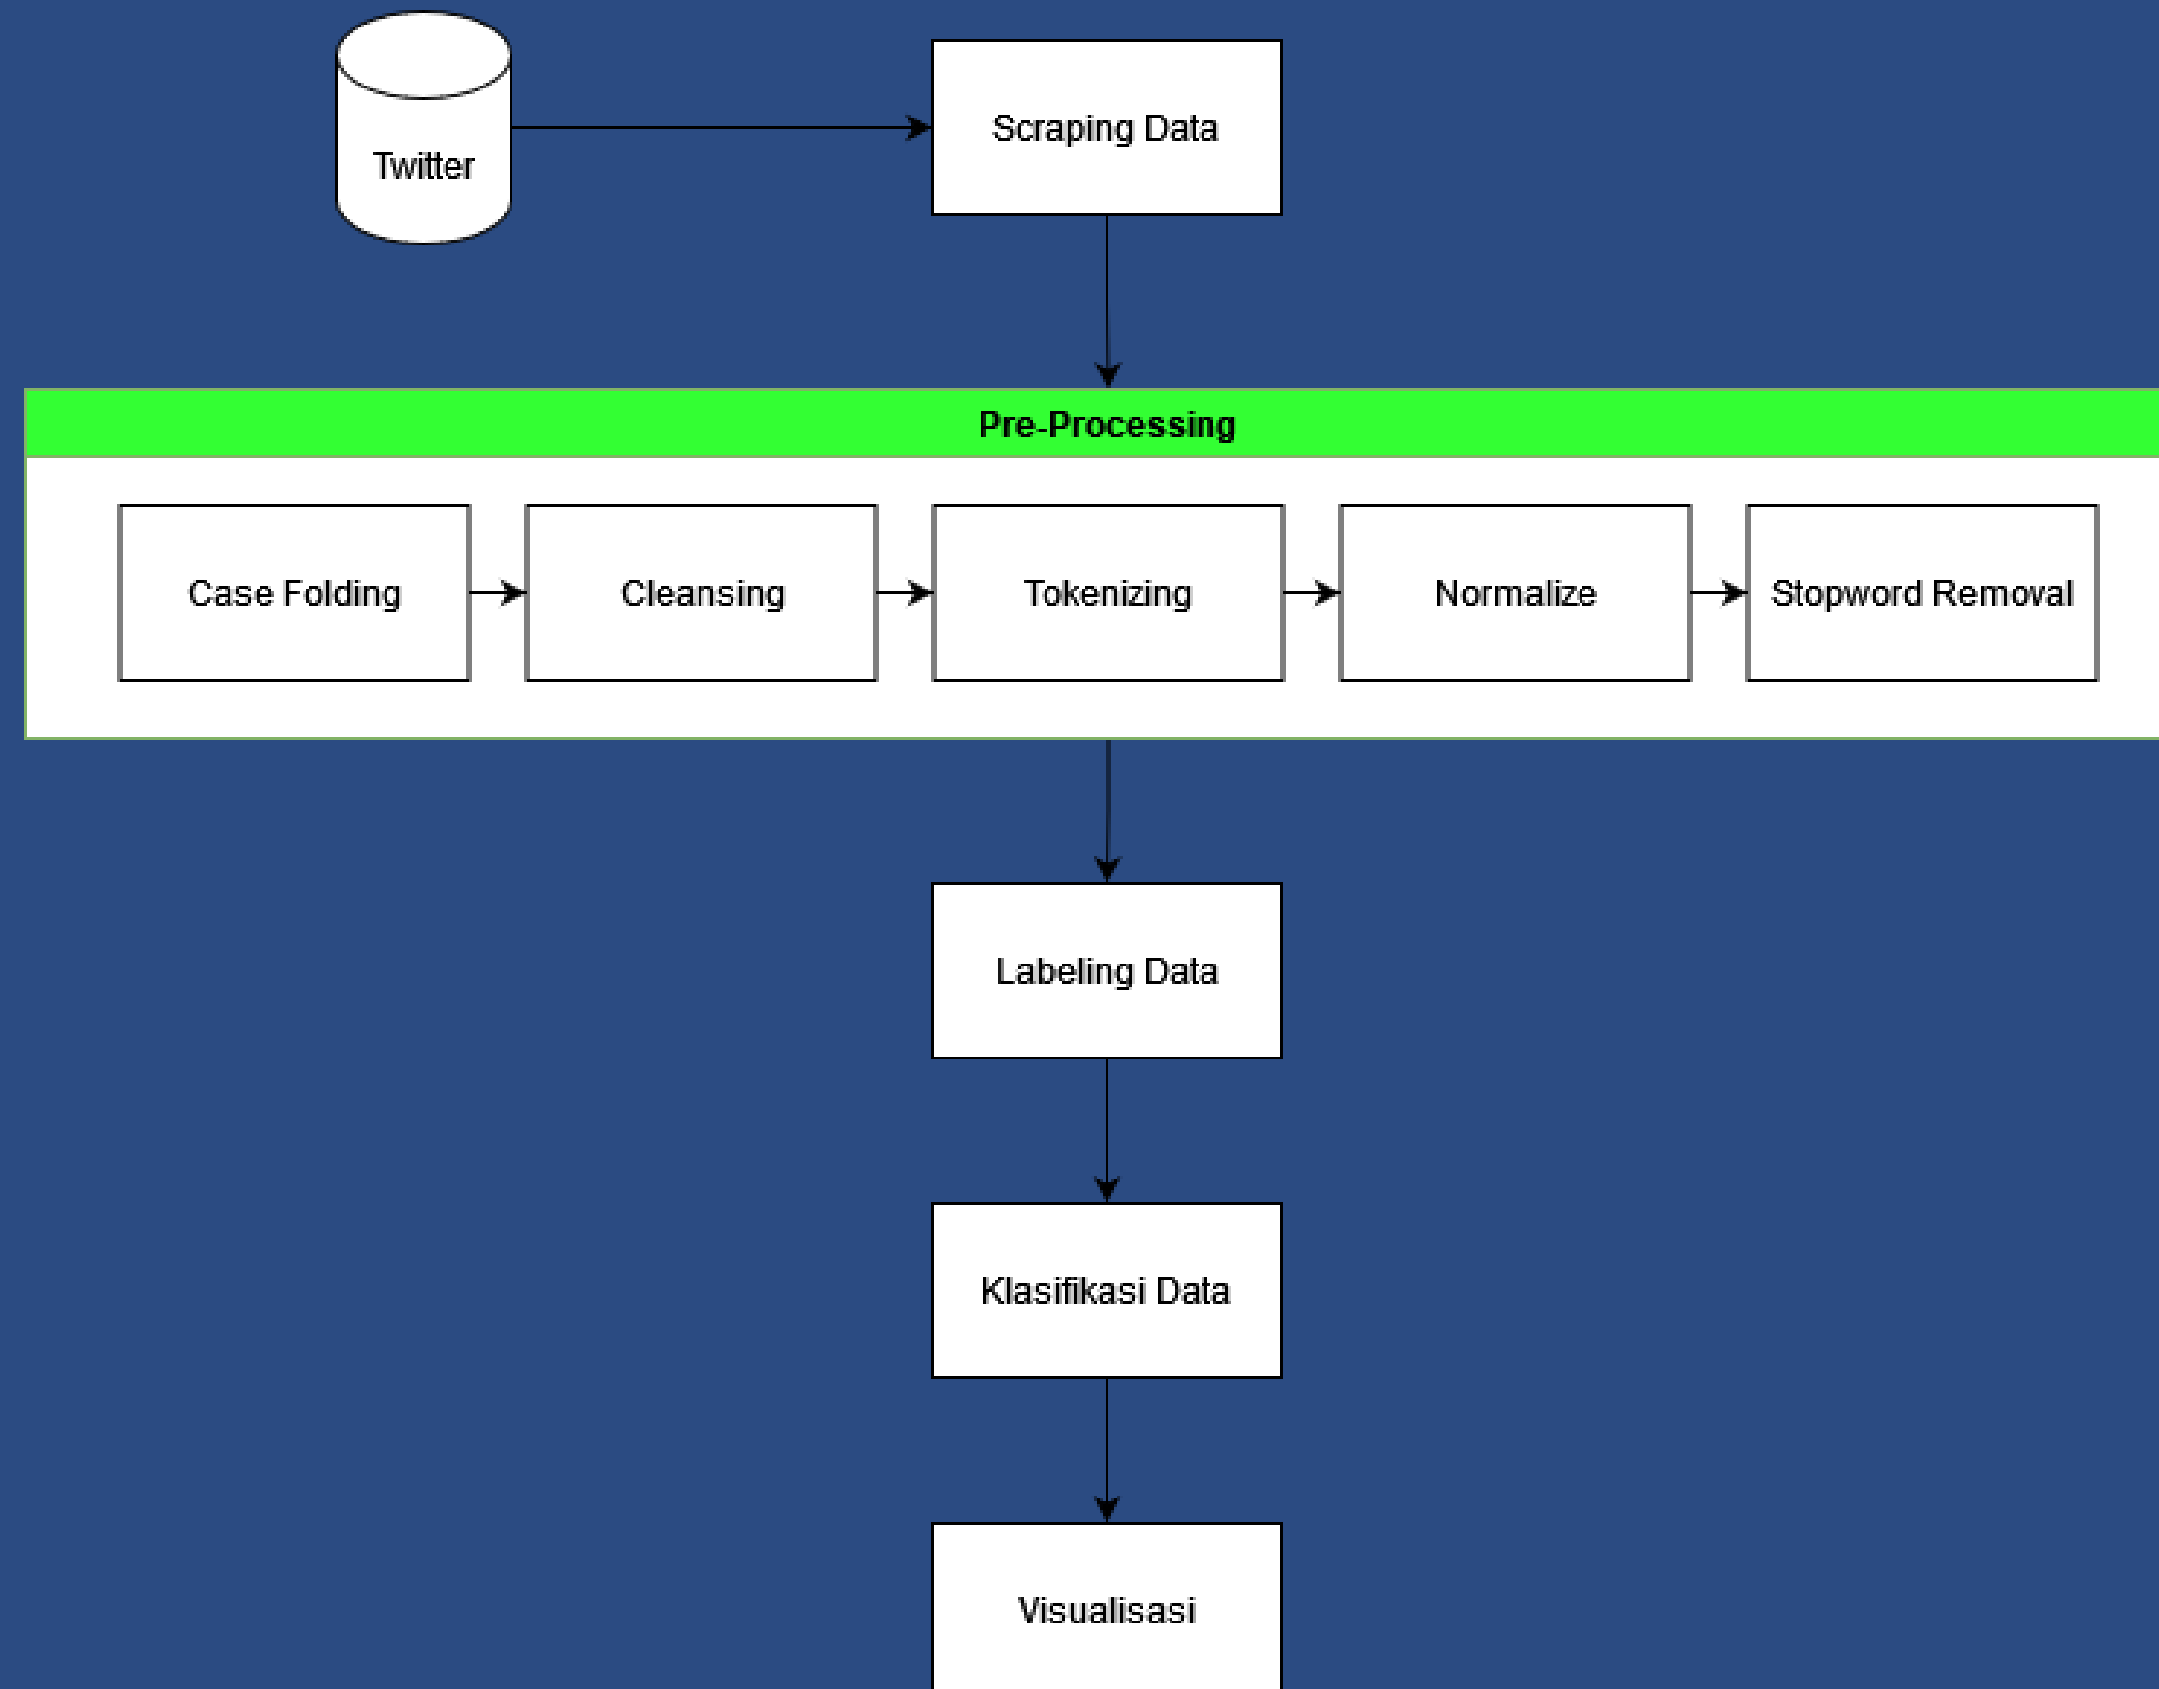 Twitter
Scraping Data
Pre-Processing
Case Folding
Cleansing
Tokenizing
Normalize
Stopword Removal
Labeling Data
Klasifikasi Data
Visualisasi